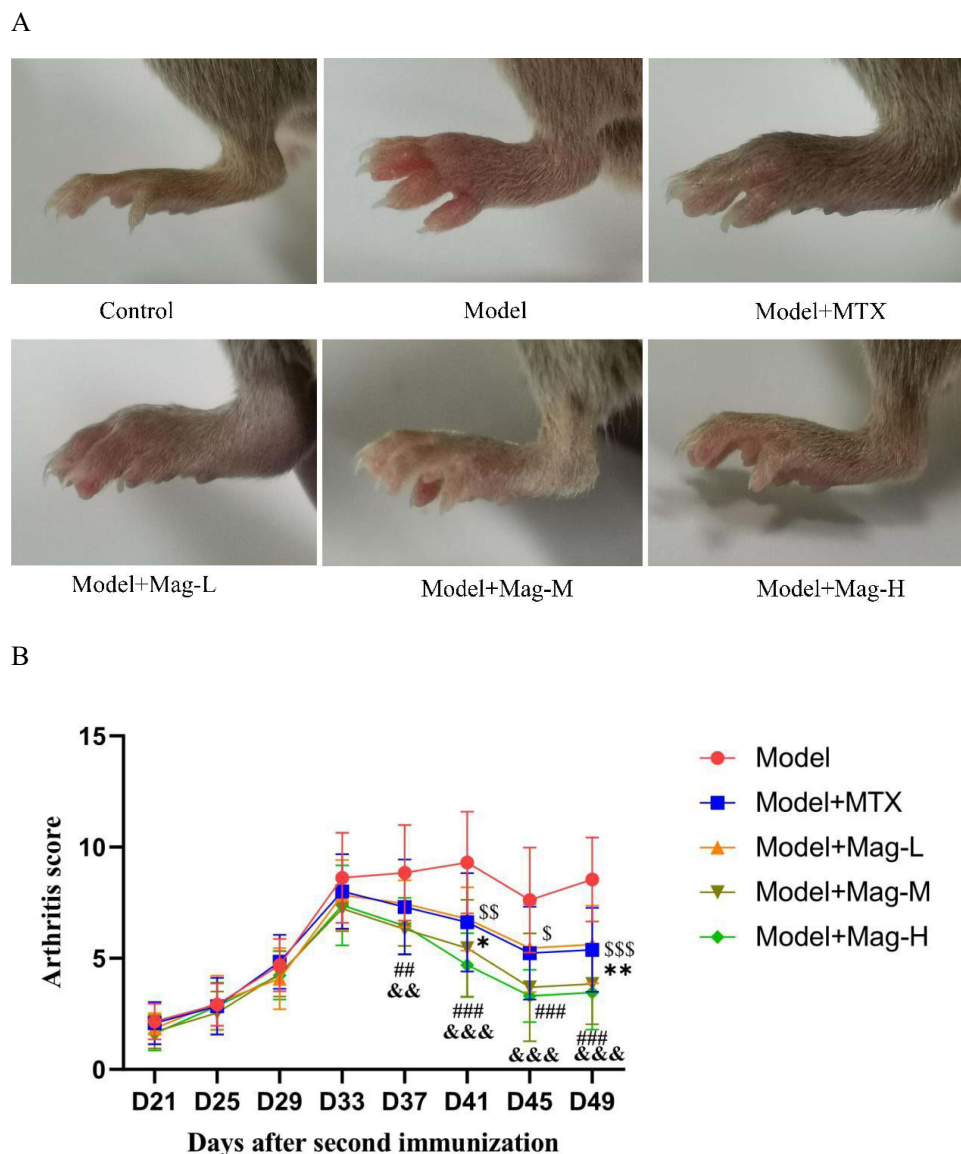 A
Control
Model
Model+MTX
Model+Mag-L
Model+Mag-M
Model+Mag-H
B
Arthritis score
15
10
5
0
D21 D25 D29 D33 D37 D41 D45 D49
Days after second immunization
##
&&
$$
*
###
&&&
$
###
&&&
$$$
**
###
&&&
Model
Model+MTX
Model+Mag-L
Model+Mag-M
Model+Mag-H